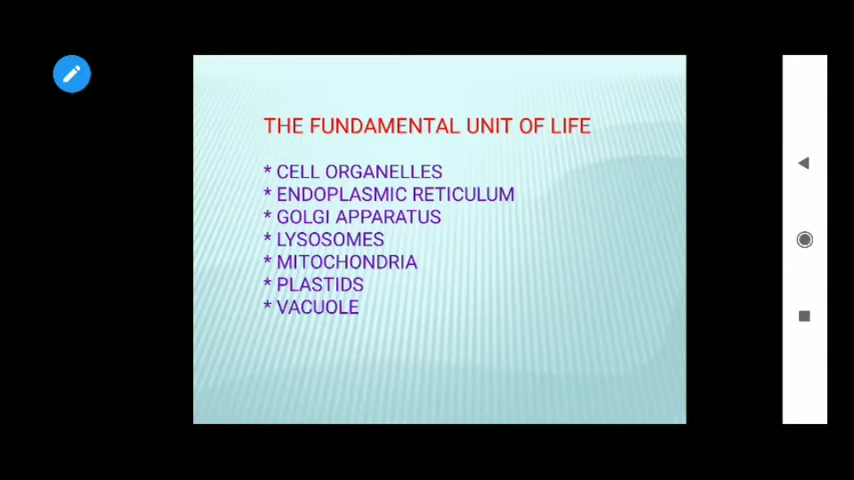 THE FUNDAMENTAL UNIT OF LIFE
* CELL ORGANELLES
* ENDOPLASMIC RETICULUM
* GOLGI APPARATUS
* LYSOSOMES
* MITOCHONDRIA
* PLASTIDS
* VACUOLE